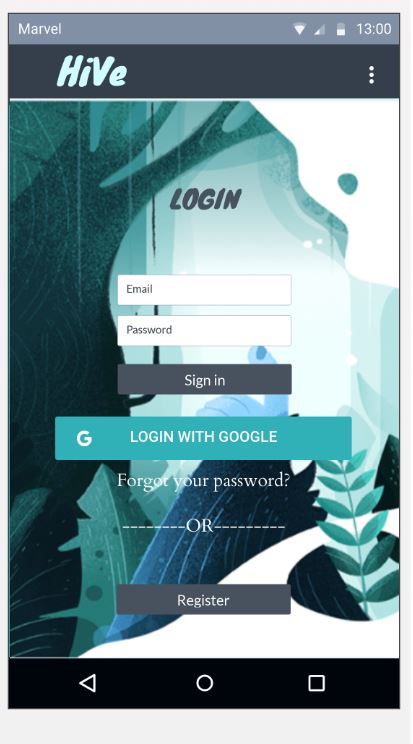 Marvel 13:00
HiVe
LOGIN
Email
Password
Sign in
G LOGIN WITH GOOGLE
Forgot your password?
--------OR---------
Register